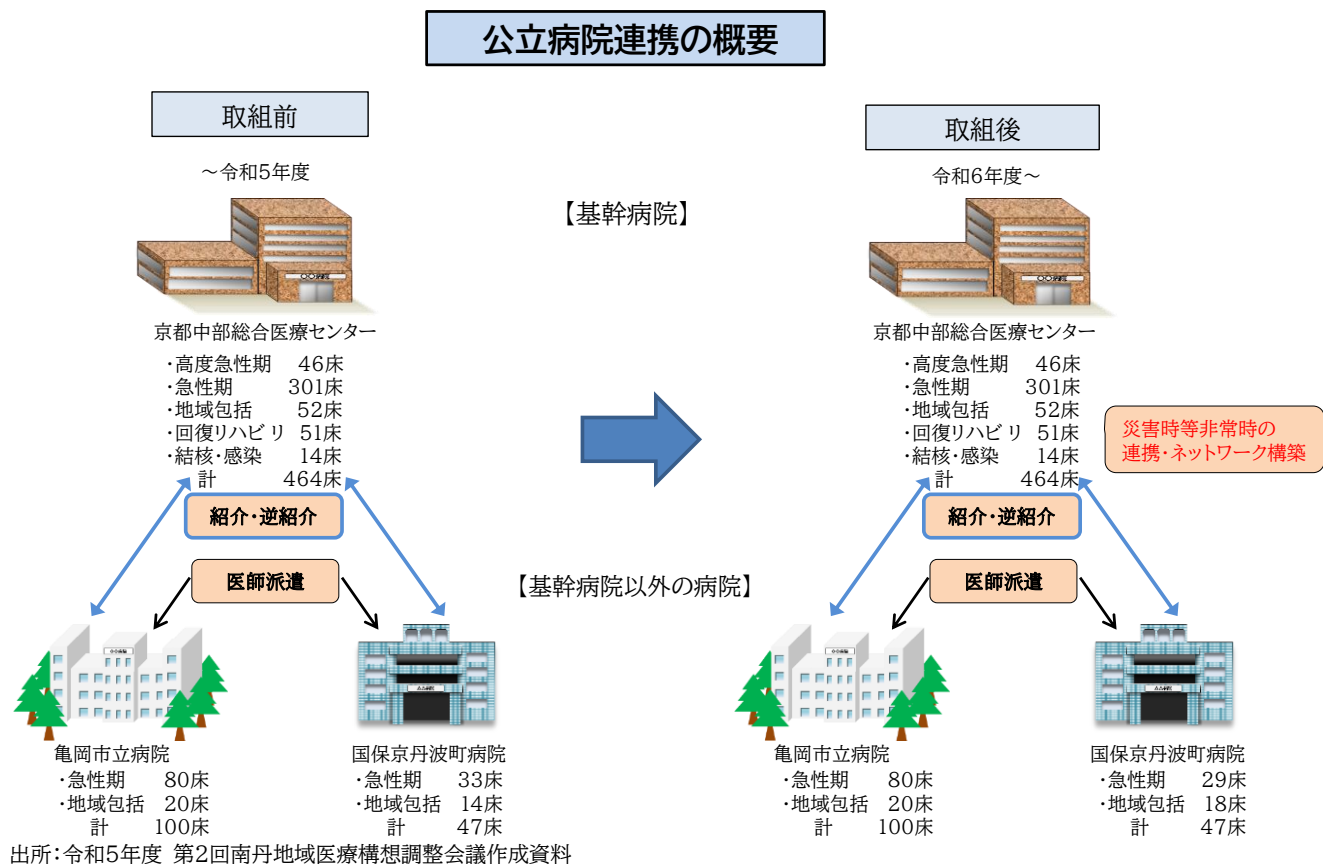 公立病院連携の概要
取組前
～令和5年度
〇〇病院
京都中部総合医療センター
・高度急性期 46床
・急性期 301床
・地域包括 52床
・回復リハビリ 51床
・結核・感染 14床
計 464床
紹介・逆紹介
医師派遣
亀岡市立病院
・急性期 80床
・地域包括 20床
計 100床
国保京丹波町病院
・急性期 33床
・地域包括 14床
計 47床
【基幹病院】
【基幹病院以外の病院】
取組後
令和6年度～
〇〇病院
京都中部総合医療センター
・高度急性期 46床
・急性期 301床
・地域包括 52床
・回復リハビリ 51床
・結核・感染 14床
計 464床
災害時等非常時の
連携・ネットワーク構築
紹介・逆紹介
医師派遣
亀岡市立病院
・急性期 80床
・地域包括 20床
計 100床
国保京丹波町病院
・急性期 29床
・地域包括 18床
計 47床
出所：令和5年度 第2回南丹地域医療構想調整会議作成資料